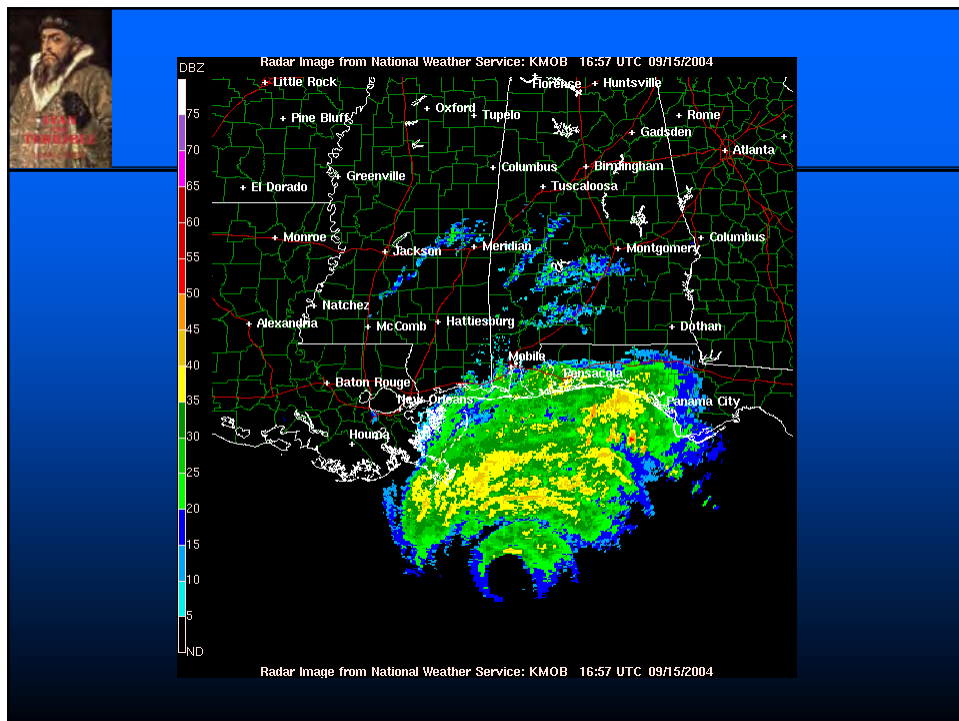 Radar Image from National Weather Service: KMOB 16:57 UTC 09/15/2004
DBZ
Little Rock
Florence
Huntsville
75
Pine Bluff
Oxford
Tupelo
Rome
Gadsden
IVAN
THE
TERRIBLE
70
Columbus
Birmingham
Atlanta
65
El Dorado
Greenville
Tuscaloosa
60
Monroe
Jackson
Meridian
Montgomery
Columbus
55
50
Natchez
45
Alexandria
McComb
Hattiesburg
Dothan
40
Mobile
Pensacola
Baton Rouge
35
New Orleans
Panama City
30
Houma
25
20
15
10
5
ND
Radar Image from National Weather Service: KMOB 16:57 UTC 09/15/2004